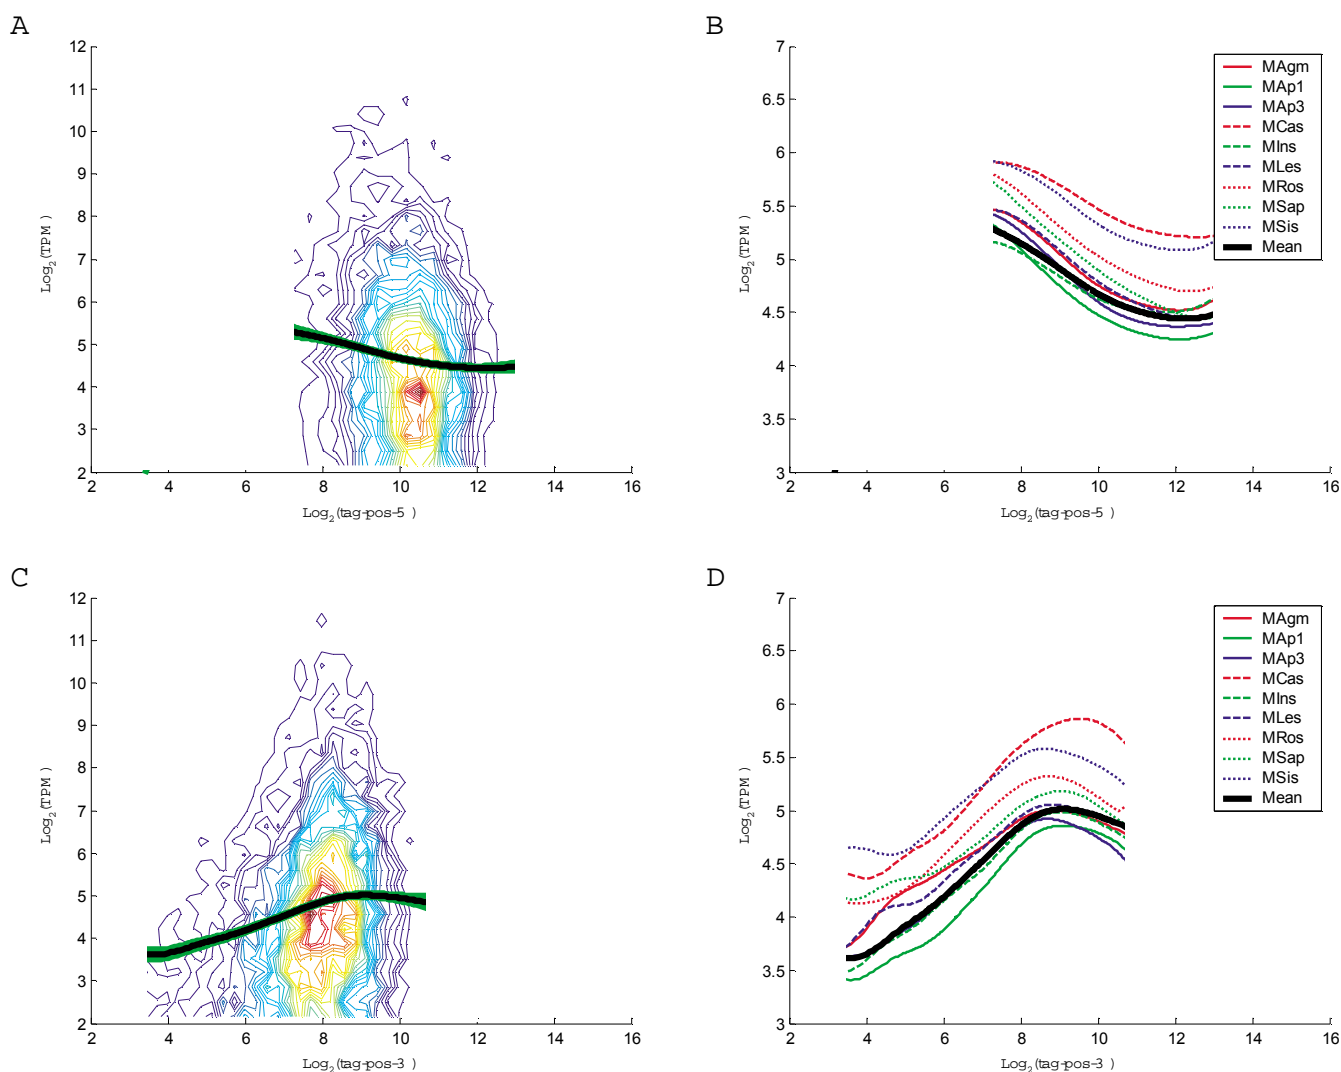 A
12
11
10
9
8
7
6
5
4
3
2
Log2(TPM)
2 4 6 8 10 12 14 16
Log2(tag-pos-5 )
B
7
6.5
6
5.5
5
4.5
4
3.5
3
Log2(TPM)
2 4 6 8 10 12 14 16
Log2(tag-pos-5 )
MAgm
MAp1
MAp3
MCas
MIns
MLes
MRos
MSap
MSis
Mean
C
12
11
10
9
8
7
6
5
4
3
2
Log2(TPM)
2 4 6 8 10 12 14 16
Log2(tag-pos-3 )
D
7
6.5
6
5.5
5
4.5
4
3.5
3
Log2(TPM)
2 4 6 8 10 12 14 16
Log2(tag-pos-3 )
MAgm
MAp1
MAp3
MCas
MIns
MLes
MRos
MSap
MSis
Mean